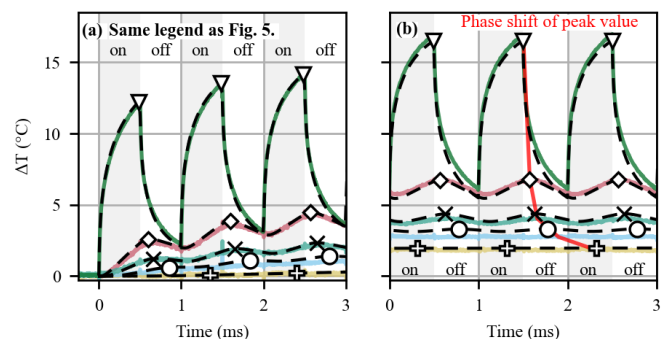 (a) Same legend as Fig. 5.
on off on off on off
15
10
5
0
ΔT (°C)
0 1 2 3
Time (ms)
(b) Phase shift of peak value
on off on off on off
0 1 2 3
Time (ms)